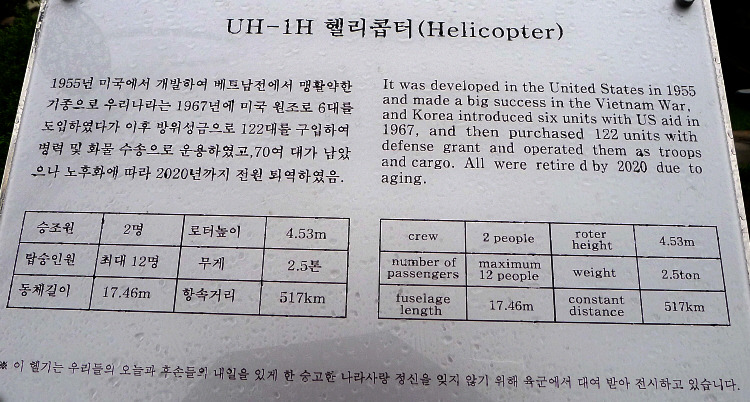 UH-1H 헬리콥터(Helicopter)
1955년 미국에서 개발하여 베트남전에서 맹활약한
기종으로 우리나라는 1967년에 미국 원조로 6대를
도입하였다가 이후 방위성금으로 122대를 구입하여
병력 및 화물 수송으로 운용하였고,70여 대가 남았
으나 노후화에 따라 2020년까지 전원 퇴역하였음.
It was developed in the United States in 1955
and made a big success in the Vietnam War,
and Korea introduced six units with US aid in
1967, and then purchased 122 units with
defense grant and operated them as troops
and cargo. All were retire d by 2020 due to
aging.
승조원 2명 로터높이 4.53m
탑승인원 최대 12명 무게 2.5톤
동체길이 17.46m 항속거리 517km
crew 2 people roter height 4.53m
number of passengers maximum 12 people weight 2.5ton
fuselage length 17.46m constant distance 517km
※ 이 헬기는 우리들의 오늘과 후손들의 내일을 있게 한 숭고한 나라사랑 정신을 잊지 않기 위해 육군에서 대여 받아 전시하고 있습니다.